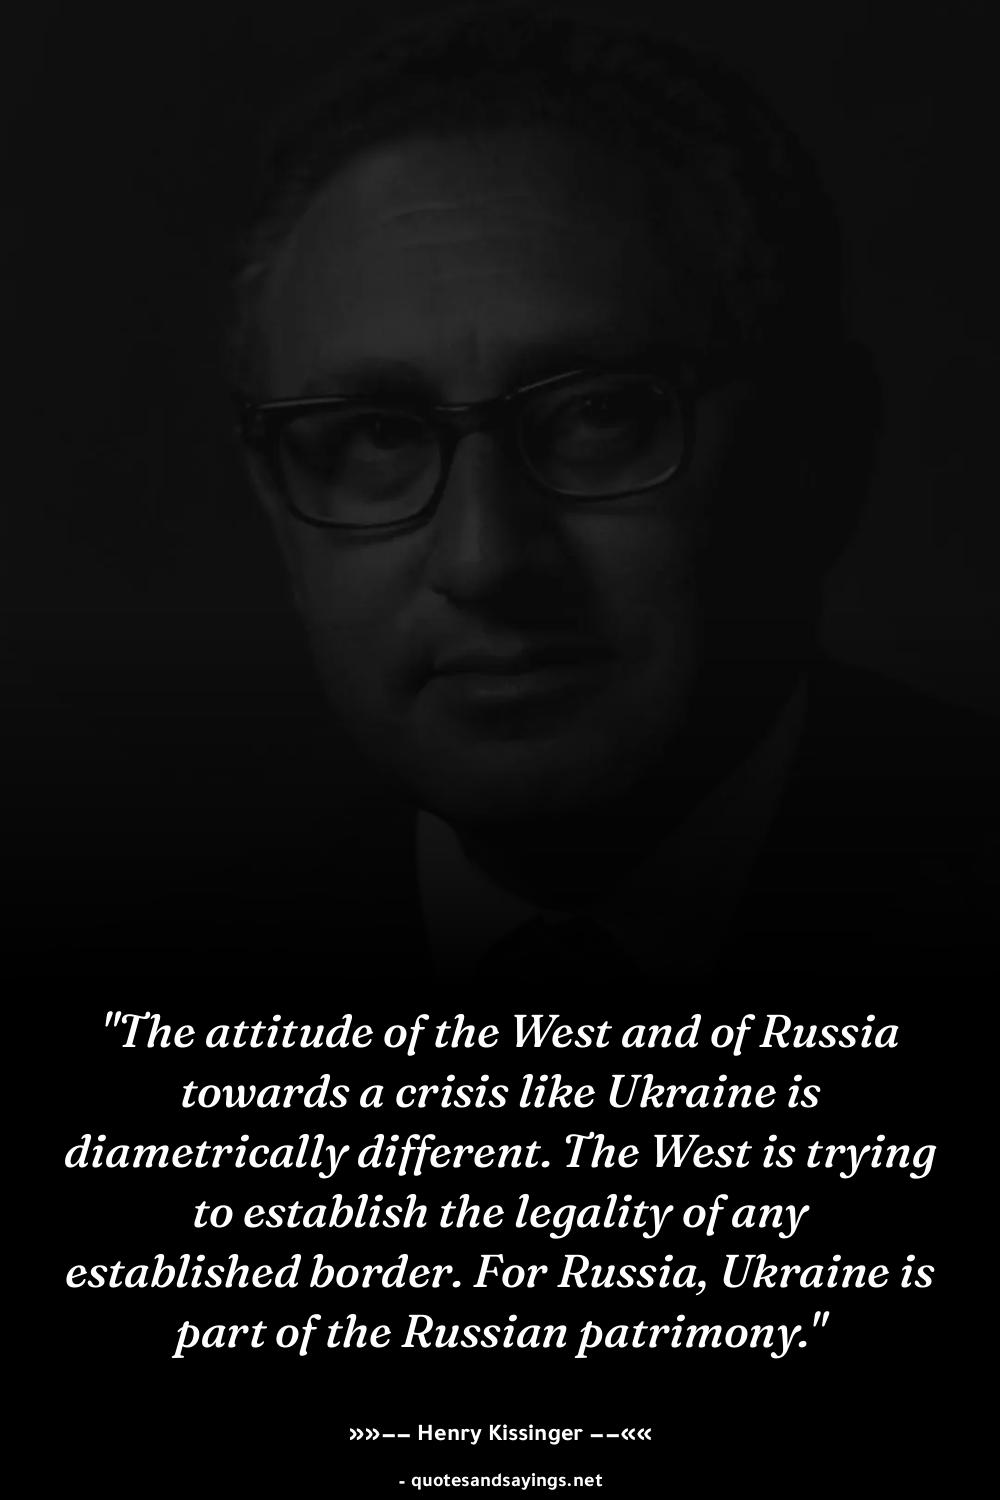 "The attitude of the West and of Russia
towards a crisis like Ukraine is
diametrically different. The West is trying
to establish the legality of any
established border. For Russia, Ukraine is
part of the Russian patrimony."
»»−− Henry Kissinger −−««
- quotesandsayings.net